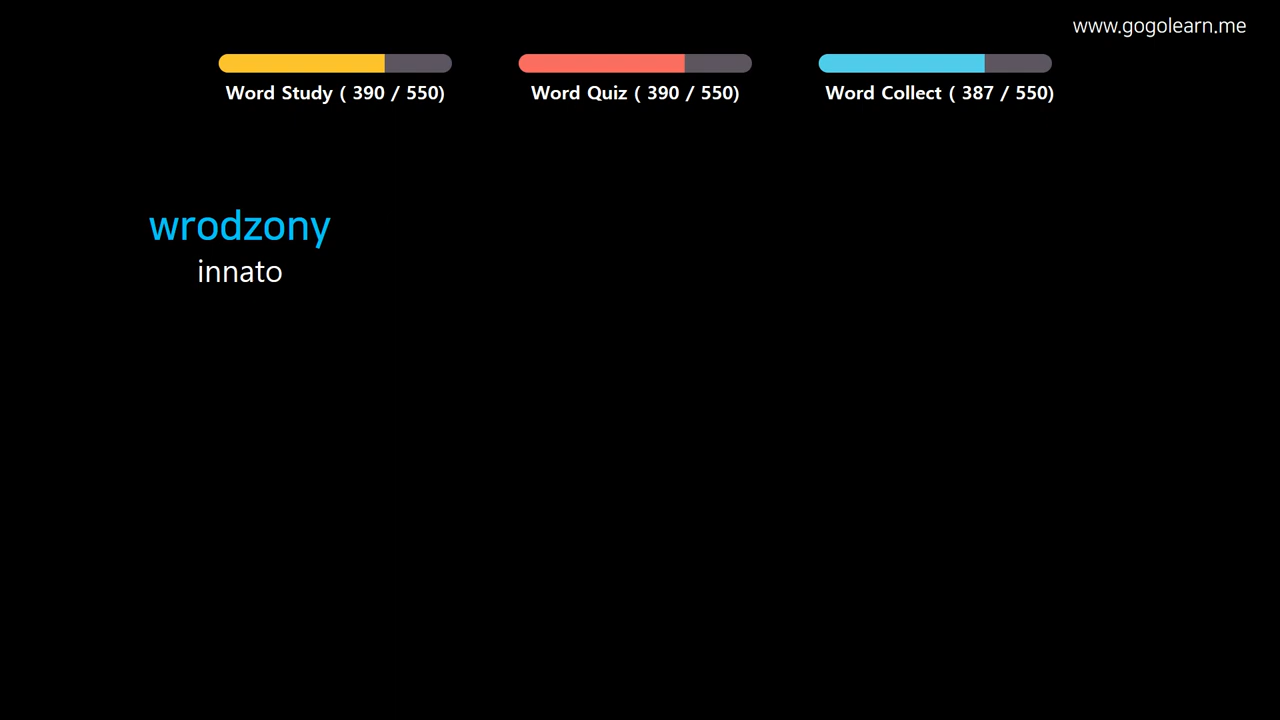 www.gogolearn.me
Word Study ( 390 / 550)
Word Quiz ( 390 / 550)
Word Collect ( 387 / 550)
wrodzony
innato